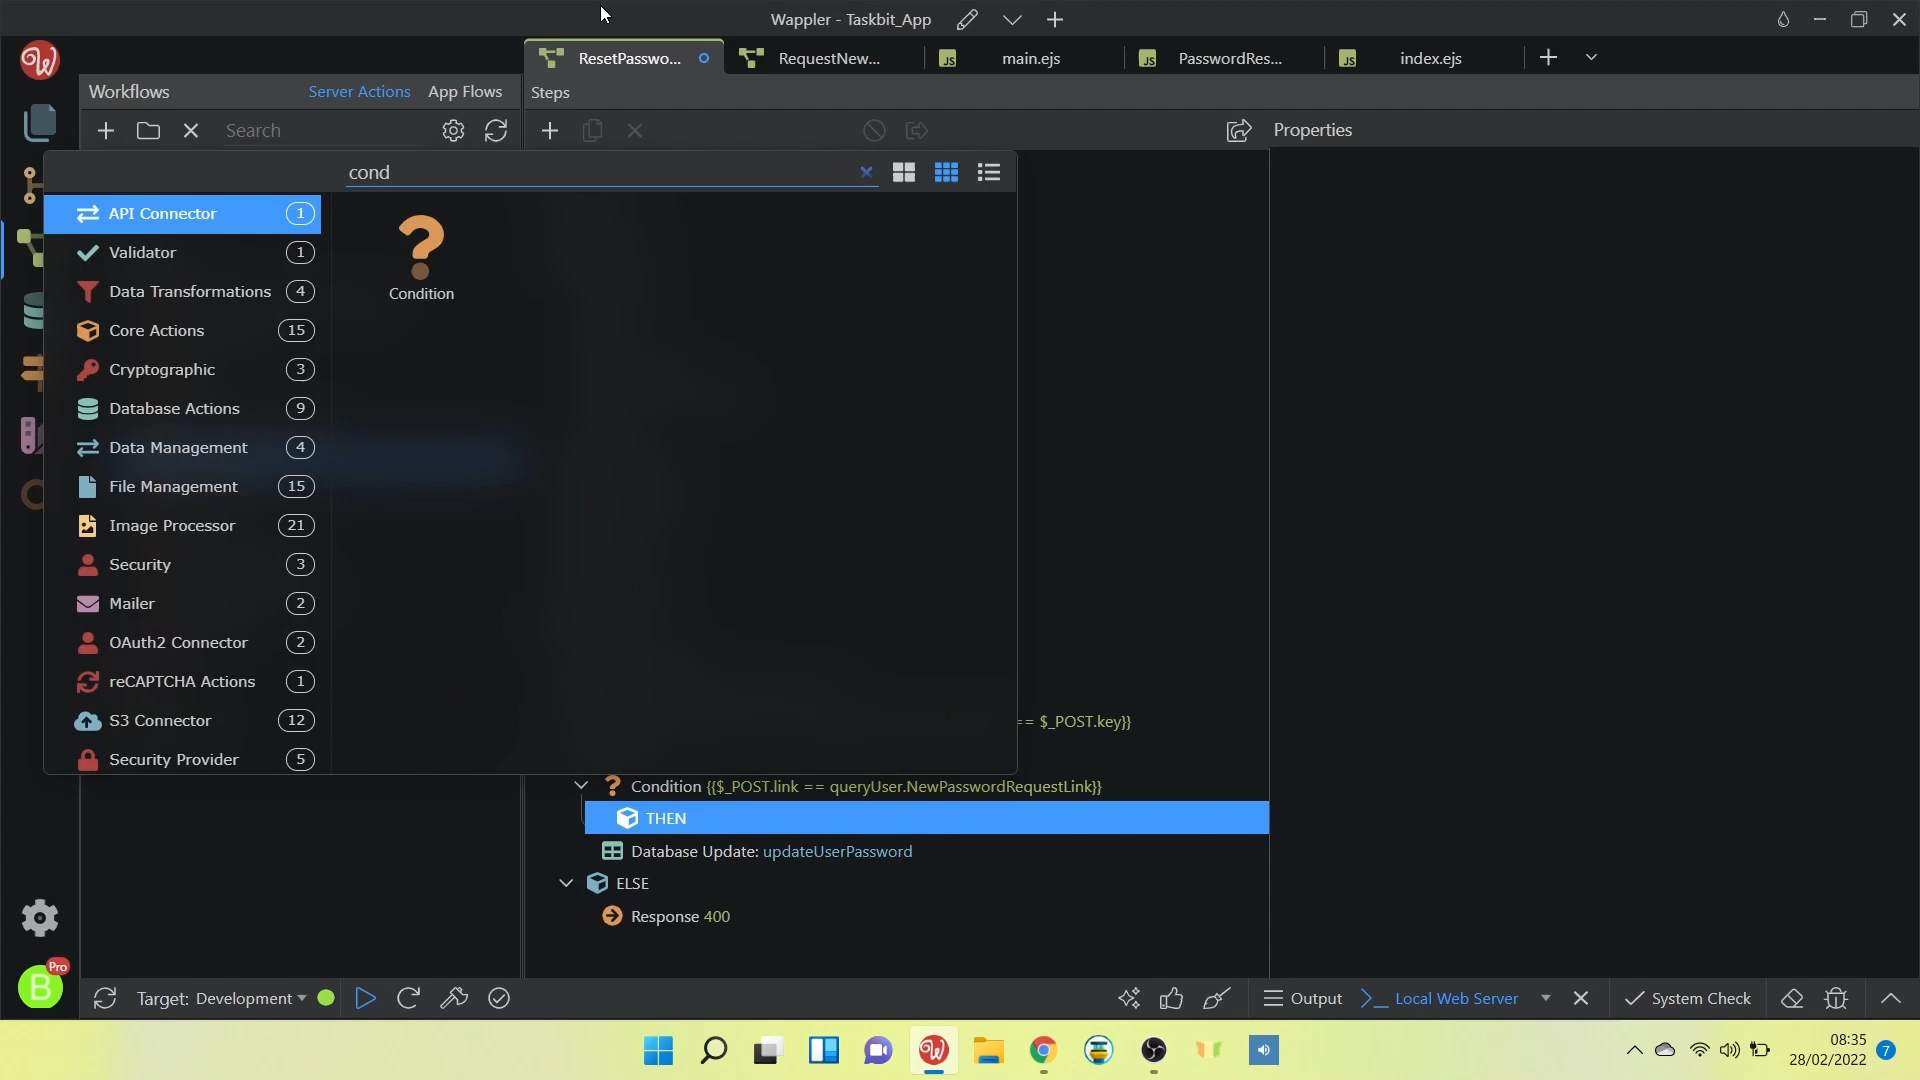 Wappler - Taskbit_App
ResetPasswo...
RequestNew...
main.ejs
PasswordRes...
index.ejs
Workflows
Server Actions
App Flows
Steps
Search
Properties
cond
API Connector 1
Validator 1
Data Transformations 4
Core Actions 15
Cryptographic 3
Database Actions 9
Data Management 4
File Management 15
Image Processor 21
Security 3
Mailer 2
OAuth2 Connector 2
reCAPTCHA Actions 1
S3 Connector 12
Security Provider 5
Condition
== $_POST.key}}
Condition {{$_POST.link == queryUser.NewPasswordRequestLink}}
THEN
Database Update: updateUserPassword
ELSE
Response 400
Pro
B
Target: Development
Output
Local Web Server
System Check
08:35
28/02/2022
7